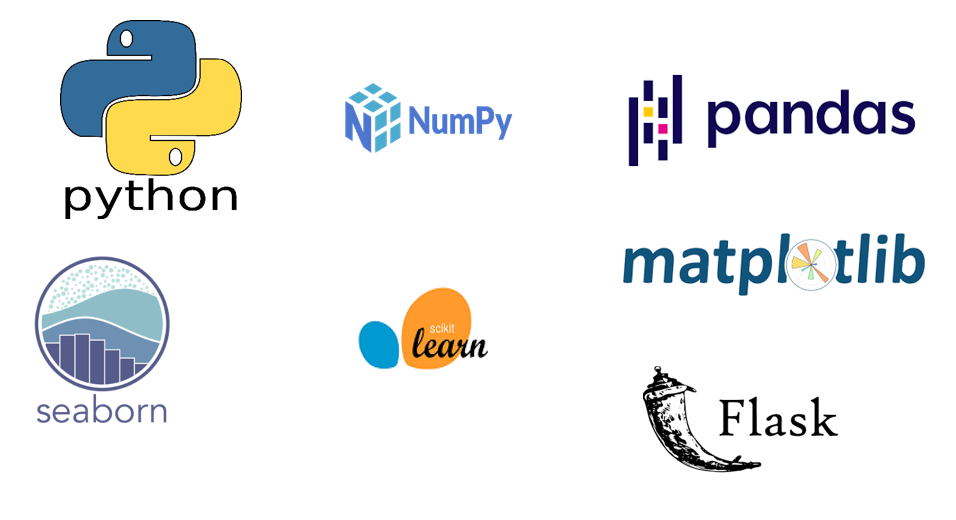 python
NumPy
pandas
matplotlib
seaborn
scikit
learn
Flask